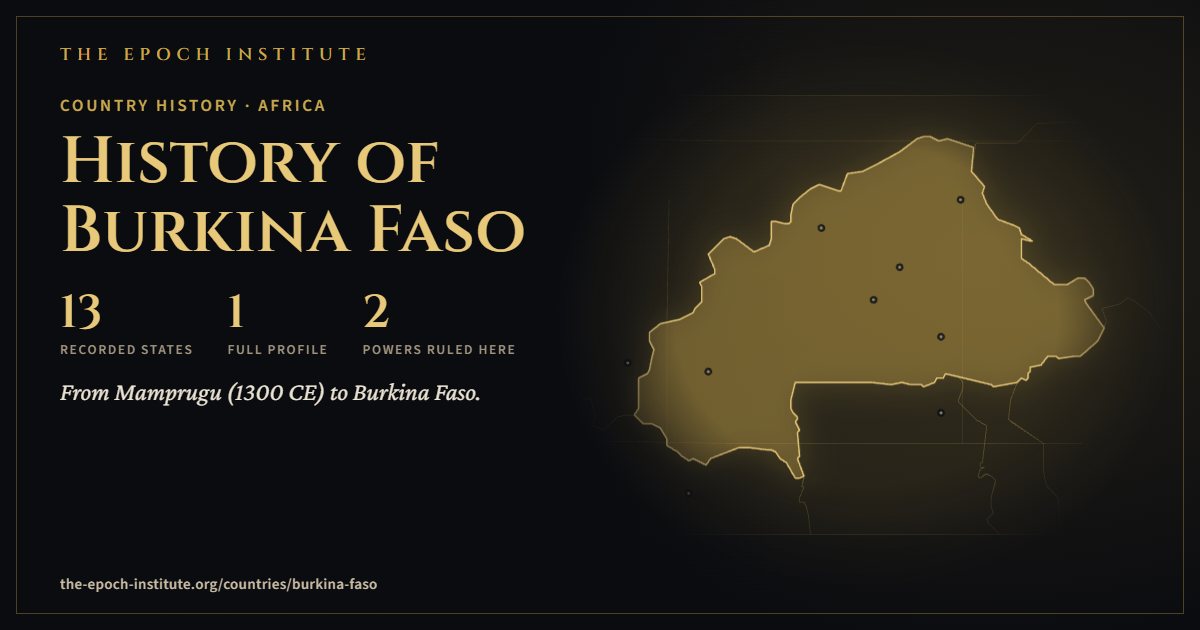 THE EPOCH INSTITUTE
COUNTRY HISTORY · AFRICA
HISTORY OF
BURKINA FASO
13
RECORDED STATES
1
FULL PROFILE
2
POWERS RULED HERE
From Mamprugu (1300 CE) to Burkina Faso.
the-epoch-institute.org/countries/burkina-faso